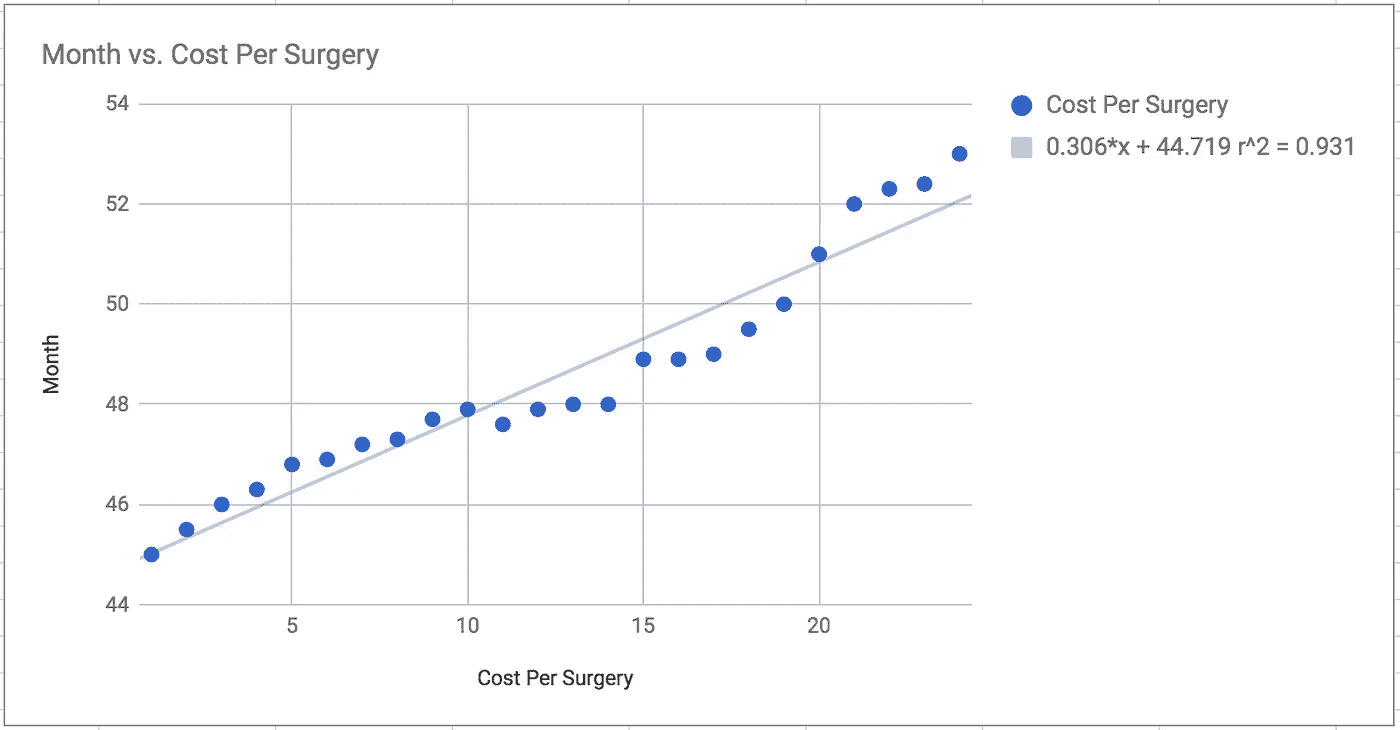 Month vs. Cost Per Surgery
54
52
50
48
46
44
Month
5 10 15 20
Cost Per Surgery
Cost Per Surgery
0.306*x + 44.719 r^2 = 0.931